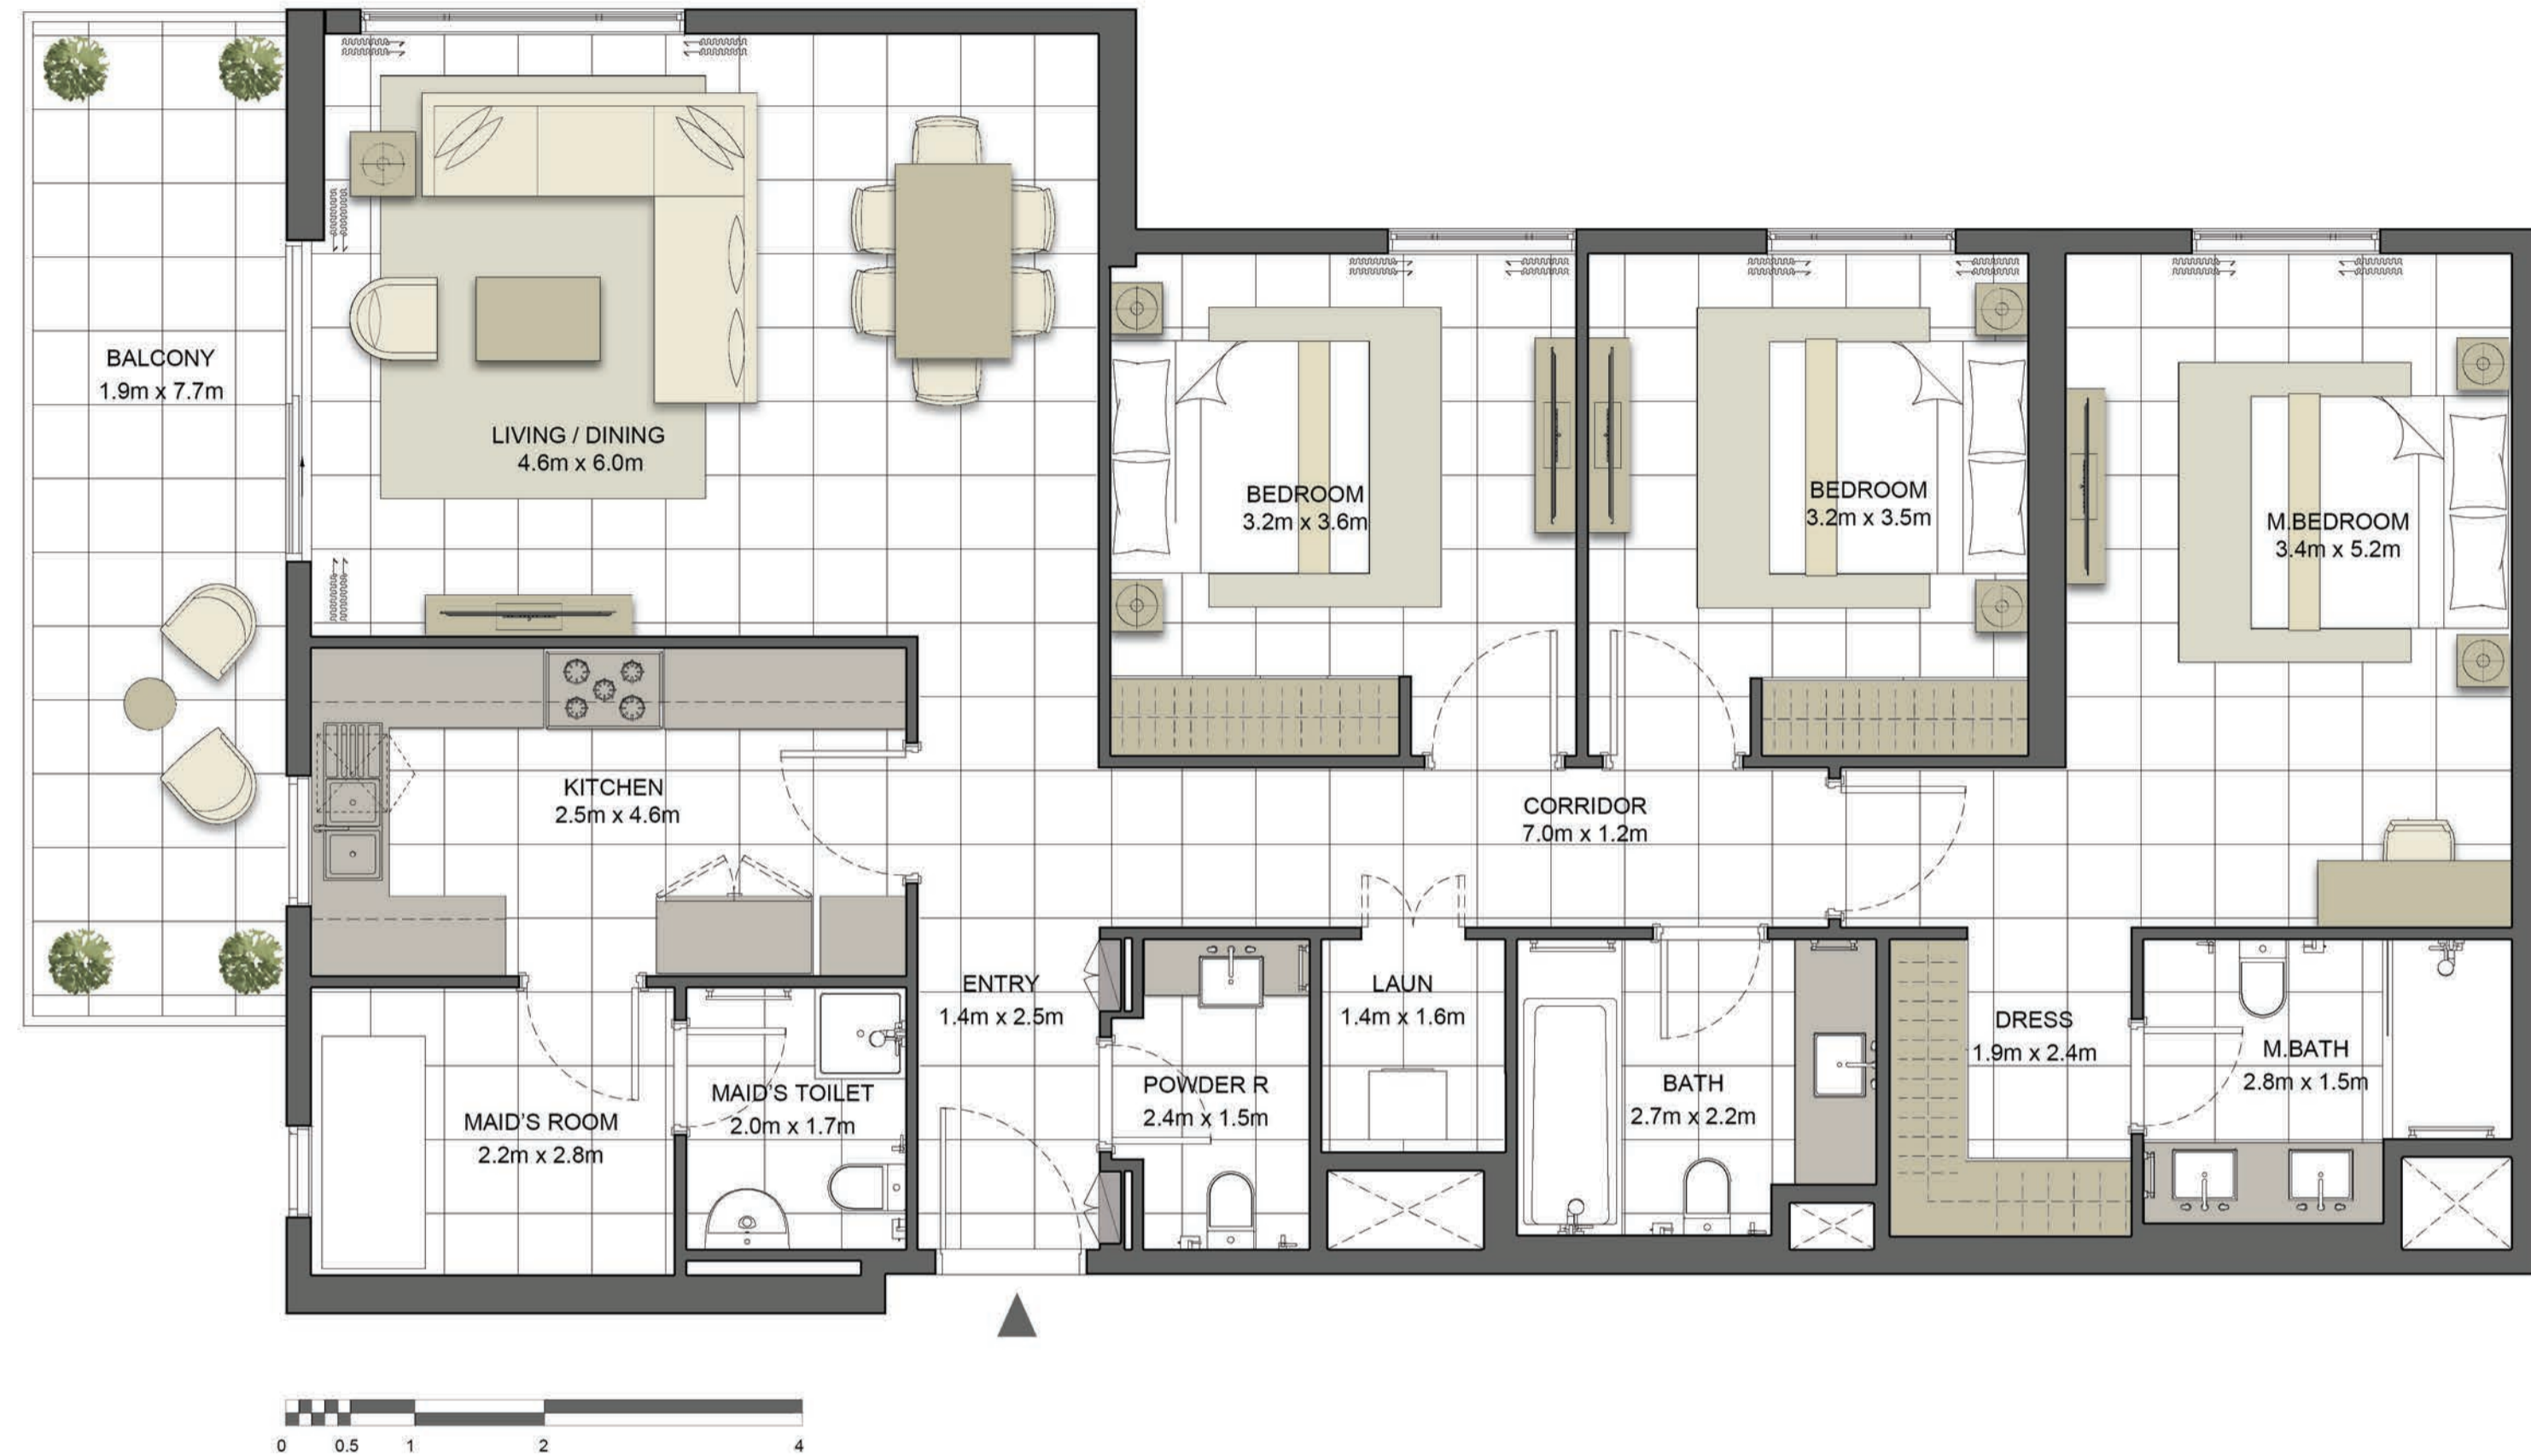 BALCONY
1.9m x 7.7m
LIVING / DINING
4.6m x 6.0m
BEDROOM
3.2m x 3.6m
BEDROOM
3.2m x 3.5m
M.BEDROOM
3.4m x 5.2m
KITCHEN
2.5m x 4.6m
CORRIDOR
7.0m x 1.2m
ENTRY
1.4m x 2.5m
LAUN
1.4m x 1.6m
DRESS
1.9m x 2.4m
M.BATH
2.8m x 1.5m
MAID'S ROOM
2.2m x 2.8m
MAID'S TOILET
2.0m x 1.7m
POWDER R
2.4m x 1.5m
BATH
2.7m x 2.2m
0 0.5 1 2 4